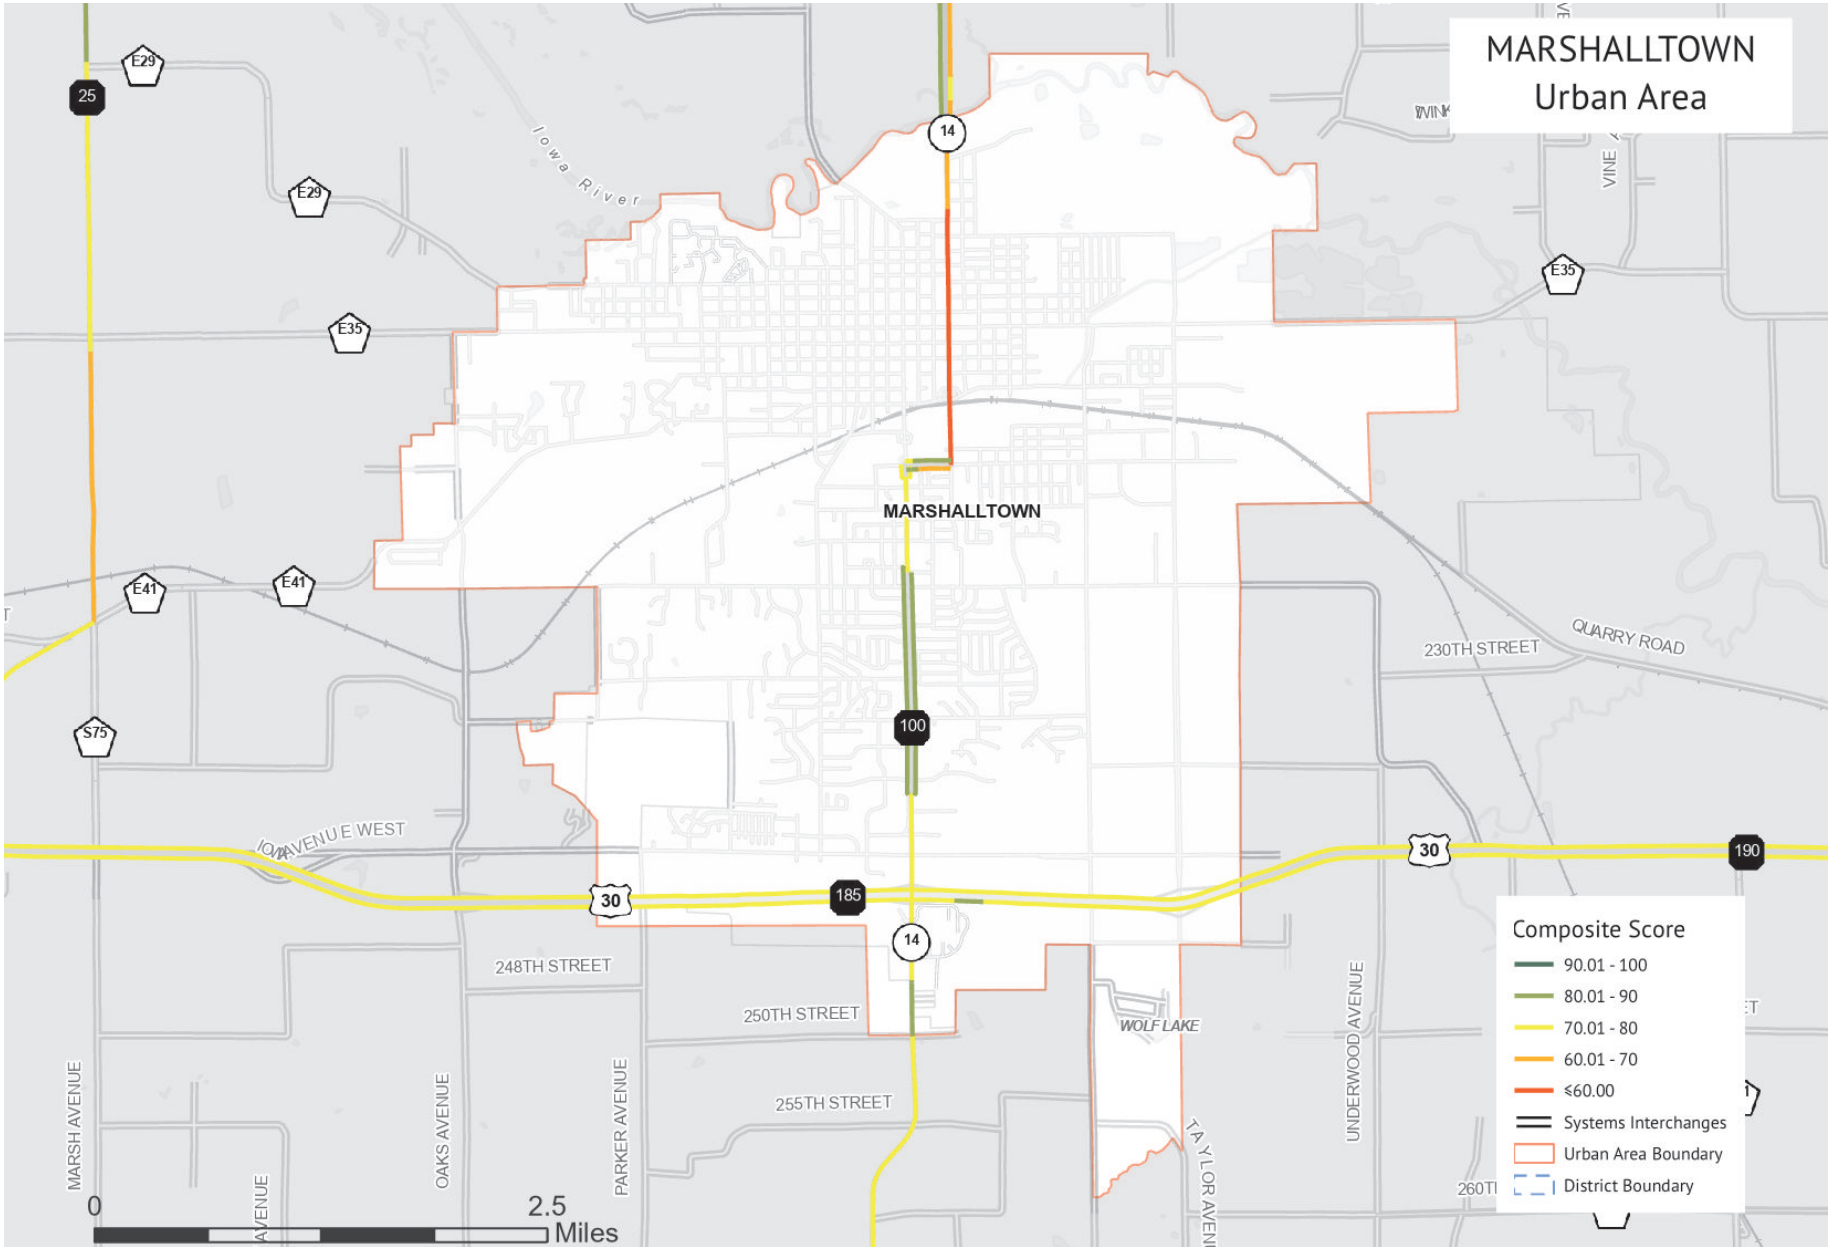 MARSHALLTOWN
Urban Area
E29
25
Iowa River
14
E29
VINE
E35
E35
MARSHALLTOWN
E41
E41
QUARRY ROAD
230TH STREET
S75
100
IOWA AVENUE WEST
30
190
185
30
14
248TH STREET
250TH STREET
WOLF LAKE
255TH STREET
MARSH AVENUE
OAKS AVENUE
PARKER AVENUE
UNDERWOOD AVENUE
AVENUE
Composite Score
90.01 - 100
80.01 - 90
70.01 - 80
60.01 - 70
≤60.00
Systems Interchanges
Urban Area Boundary
District Boundary
0 2.5
Miles